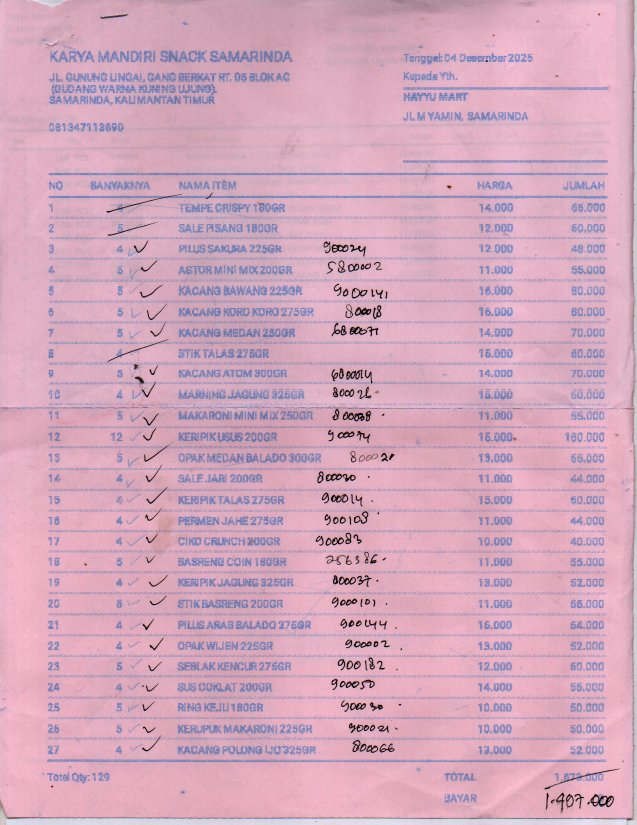 KARYA MANDIRI SNACK SAMARINDA
Tanggal: 04 Desember 2025
JL. GUNUNG LINGAI, GANG BERKAT RT. 05 BLOK AC
Kepada Yth.
(GUDANG WARNA KUNING UJUNG).
SAMARINDA, KALIMANTAN TIMUR
HAYYU MART
JL M YAMIN, SAMARINDA
081347113690
NO BANYAKNYA NAMA ITEM HARGA JUMLAH
1 4 TEMPE CRISPY 180GR 14.000 56.000
2 5 SALE PISANG 180GR 12.000 60.000
3 4 PILUS SAKURA 225GR 900024 12.000 48.000
4 5 ASTOR MINI MIX 200GR 5800002 11.000 55.000
5 5 KACANG BAWANG 225GR 9000141 16.000 80.000
6 5 KACANG KORO KORO 275GR 800018 16.000 80.000
7 5 KACANG MEDAN 250GR 6800071 14.000 70.000
8 4 STIK TALAS 275GR 15.000 60.000
9 5 KACANG ATOM 300GR 6800014 14.000 70.000
10 4 MARNING JAGUNG 325GR 800026 15.000 60.000
11 5 MAKARONI MINI MIX 250GR 11.000 55.000
12 12 KERIPIK USUS 200GR 900074 15.000 180.000
13 5 OPAK MEDAN BALADO 300GR 13.000 65.000
14 4 SALE JARI 200GR 11.000 44.000
15 4 KERIPIK TALAS 275GR 900014. 15.000 60.000
16 4 PERMEN JAHE 275GR 900108 11.000 44.000
17 4 CIKO CRUNCH 200GR 900083 10.000 40.000
18 5 BASRENG COIN 180GR 256386. 11.000 55.000
19 4 KERIPIK JAGUNG 325GR 800037. 13.000 52.000
20 5 STIK BASRENG 200GR 9000101. 11.000 55.000
21 4 PILUS ARAB BALADO 275GR 900144. 16.000 64.000
22 4 OPAK WIJEN 225GR 900002. 13.000 52.000
23 5 SEBLAK KENCUR 275GR 900182. 12.000 60.000
24 4 SUS COKLAT 200GR 900050 14.000 56.000
25 5 RING KEJU 180GR 900030. 10.000 50.000
26 5 KERUPUK MAKARONI 225GR 900021. 10.000 50.000
27 4 KACANG POLONG IJO 325GR 800066 13.000 52.000
Total Qty: 129 TOTAL 1.673.000
BAYAR 1.407.000